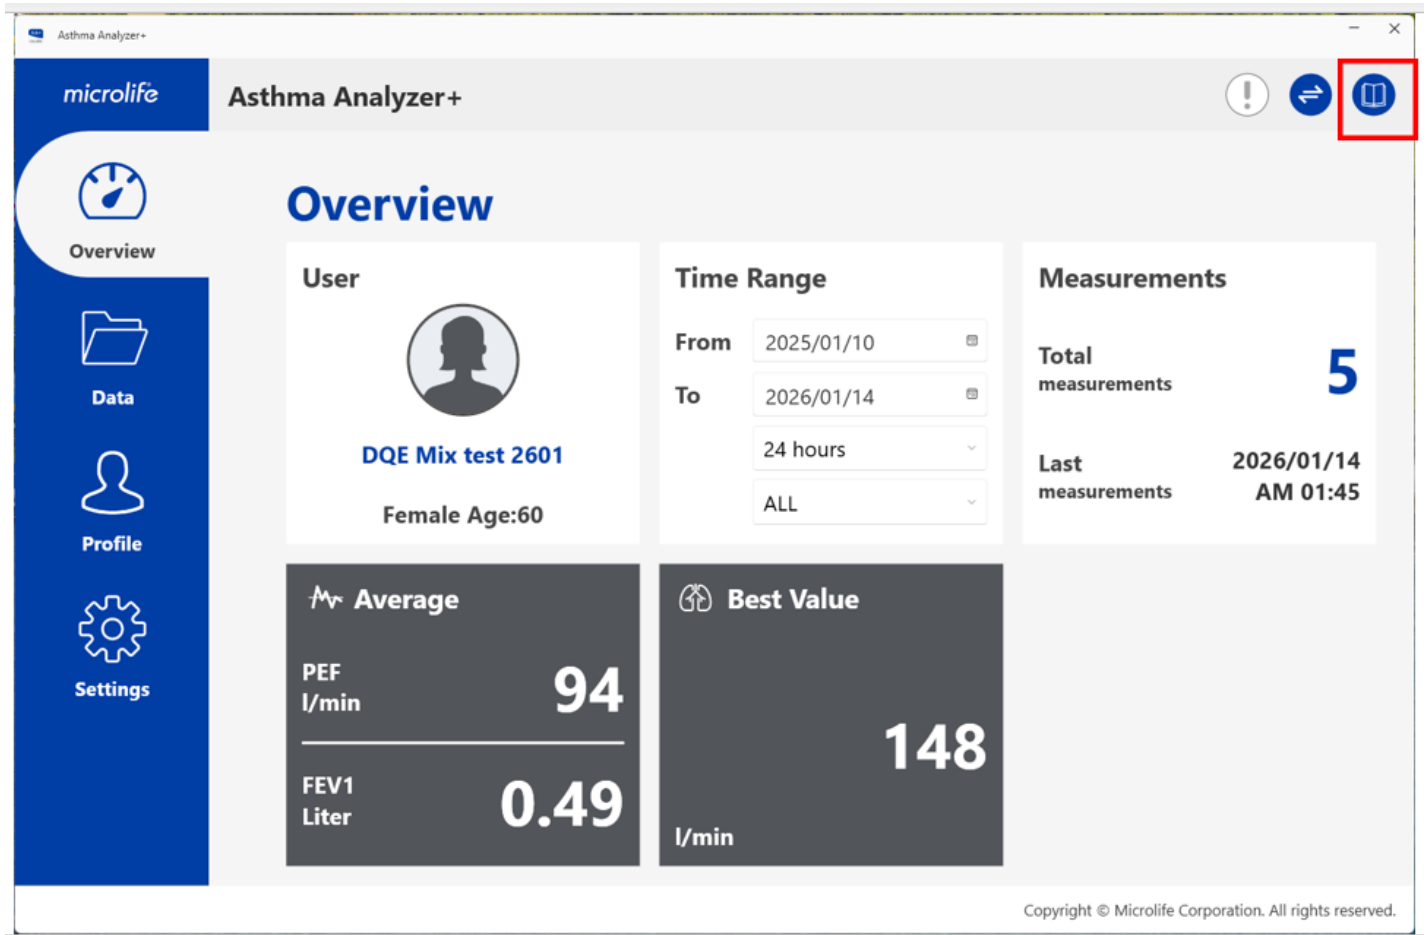 Asthma Analyzer+
microlife
Asthma Analyzer+
Overview
Data
Profile
Settings
Overview
User
DQE Mix test 2601
Female Age:60
Time Range
From 2025/01/10
To 2026/01/14
24 hours
ALL
Measurements
Total
measurements
5
Last
measurements
2026/01/14
AM 01:45
Average
PEF
l/min
94
FEV1
Liter
0.49
Best Value
148
l/min
Copyright © Microlife Corporation. All rights reserved.